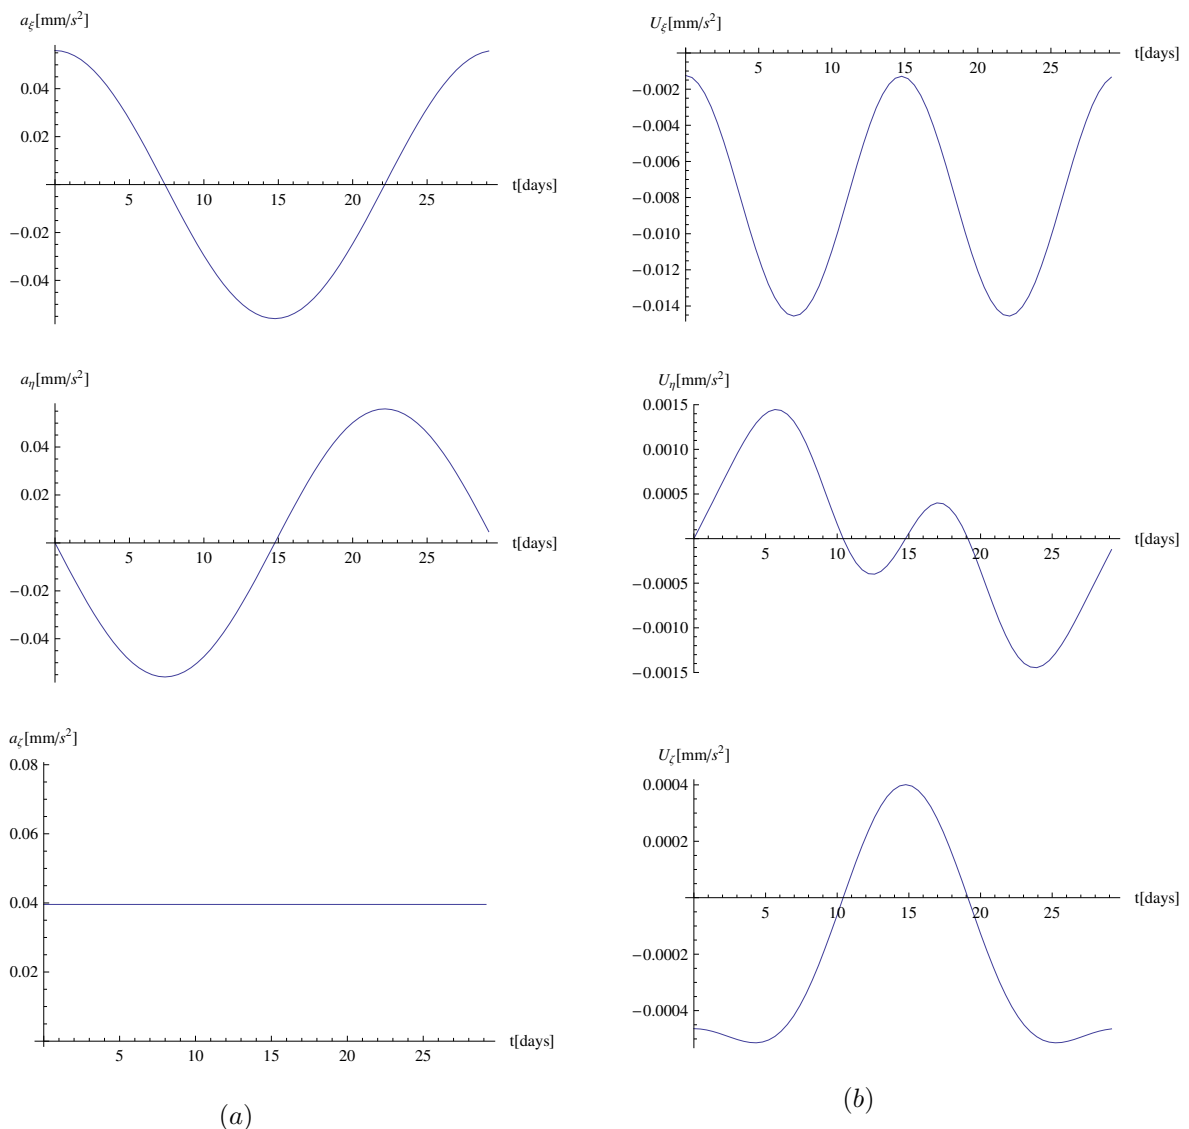 a_ξ[mm/s²]
0.04
0.02
−0.02
−0.04
5 10 15 20 25
t[days]
a_η[mm/s²]
0.04
0.02
−0.02
−0.04
5 10 15 20 25
t[days]
a_ζ[mm/s²]
0.08
0.06
0.04
0.02
5 10 15 20 25
t[days]
(a)
U_ξ[mm/s²]
t[days]
5 10 15 20 25
−0.002
−0.004
−0.006
−0.008
−0.010
−0.012
−0.014
U_η[mm/s²]
0.0015
0.0010
0.0005
−0.0005
−0.0010
−0.0015
5 10 15 20 25
t[days]
U_ζ[mm/s²]
0.0004
0.0002
−0.0002
−0.0004
5 10 15 20 25
t[days]
(b)